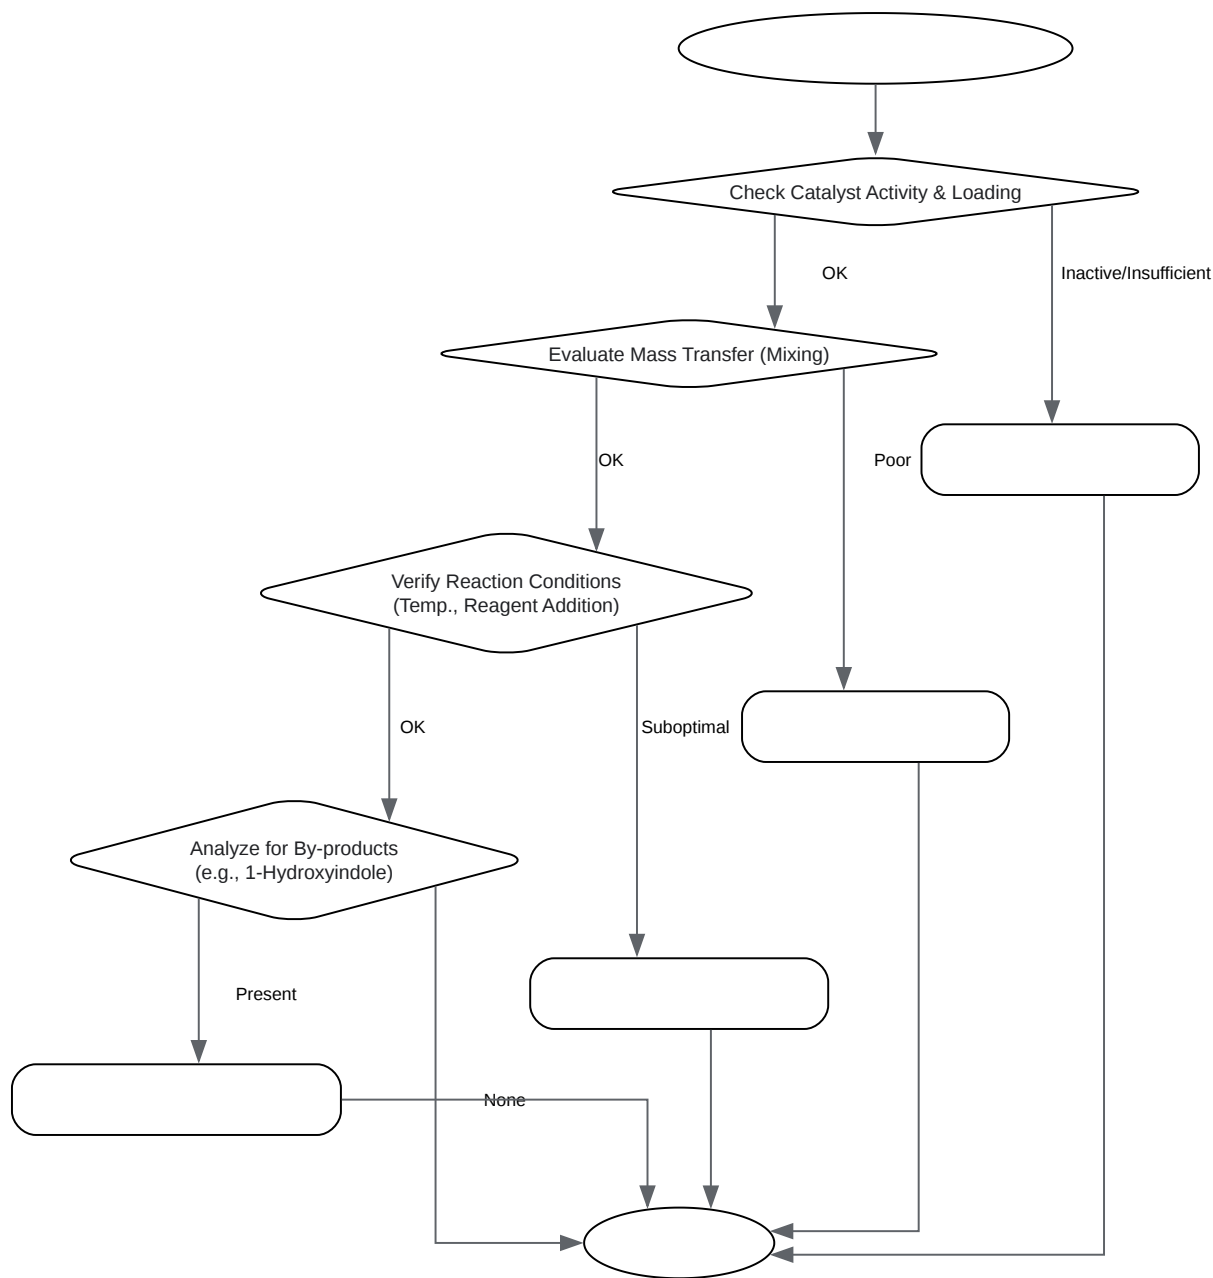 Check Catalyst Activity & Loading
OK
Inactive/Insufficient
Evaluate Mass Transfer (Mixing)
OK
Poor
Verify Reaction Conditions
(Temp., Reagent Addition)
OK
Suboptimal
Analyze for By-products
(e.g., 1-Hydroxyindole)
Present
None